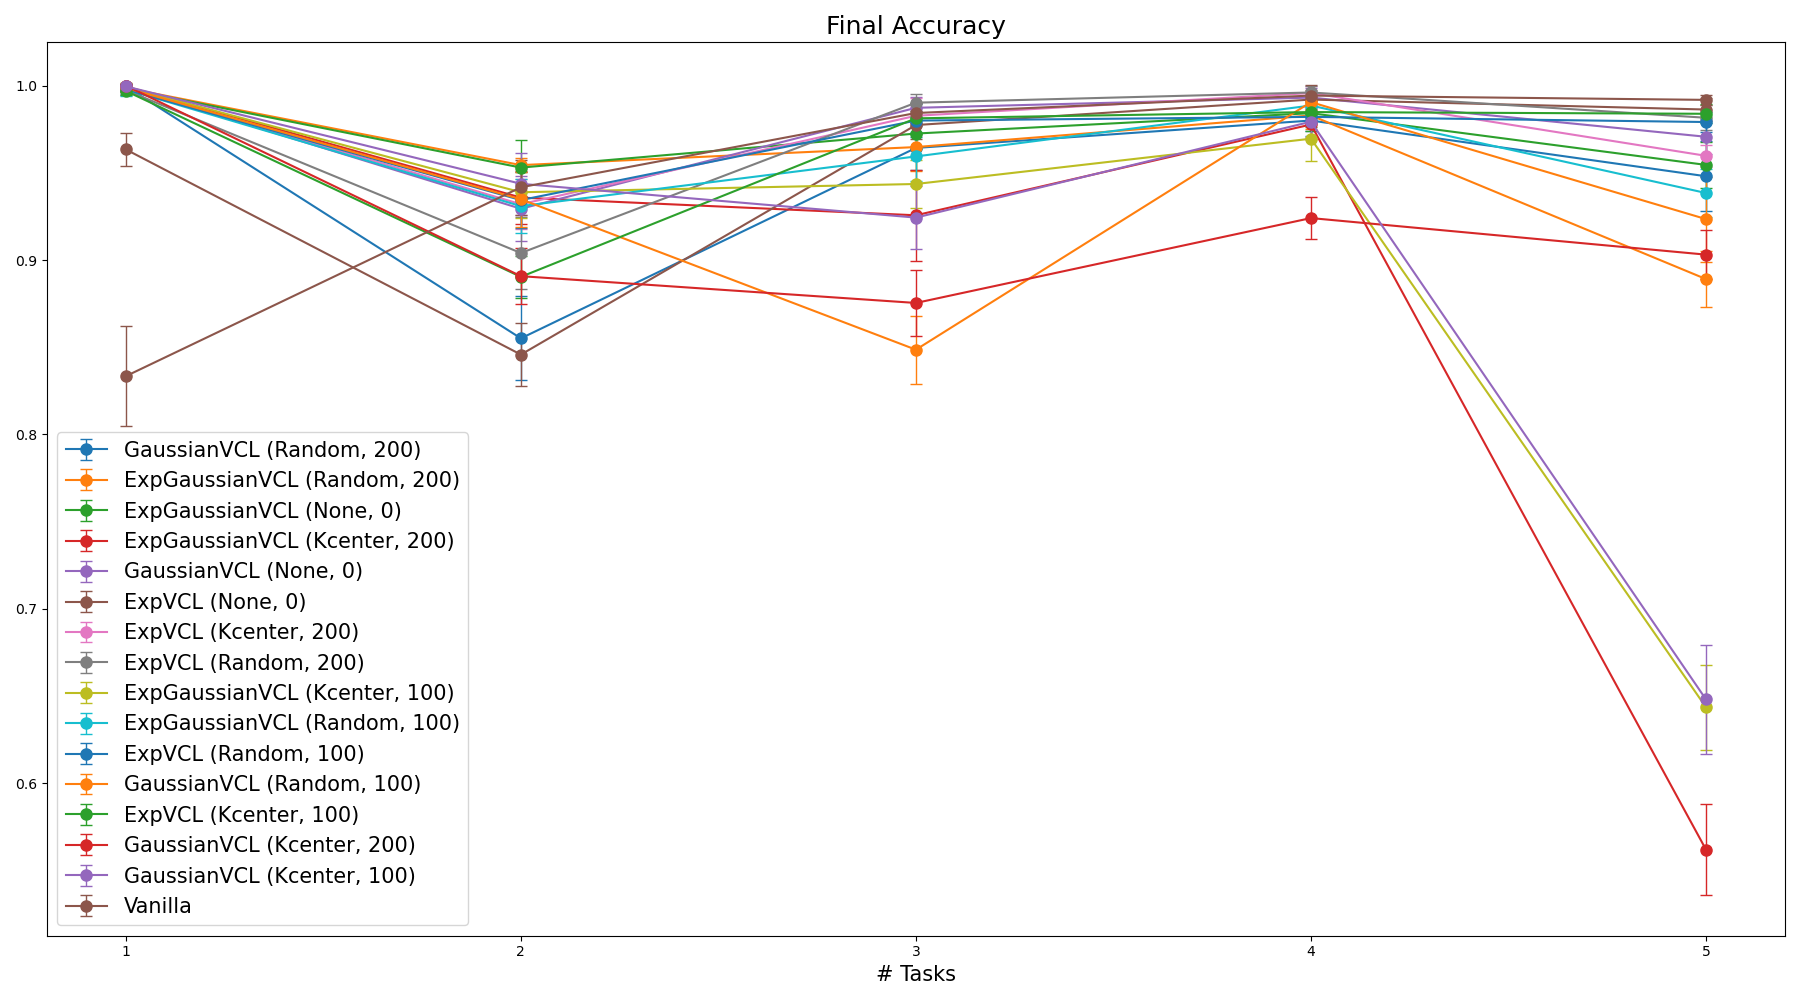 Final Accuracy
1.0
0.9
0.8
0.7
0.6
GaussianVCL (Random, 200)
ExpGaussianVCL (Random, 200)
ExpGaussianVCL (None, 0)
ExpGaussianVCL (Kcenter, 200)
GaussianVCL (None, 0)
ExpVCL (None, 0)
ExpVCL (Kcenter, 200)
ExpVCL (Random, 200)
ExpGaussianVCL (Kcenter, 100)
ExpGaussianVCL (Random, 100)
ExpVCL (Random, 100)
GaussianVCL (Random, 100)
ExpVCL (Kcenter, 100)
GaussianVCL (Kcenter, 200)
GaussianVCL (Kcenter, 100)
Vanilla
1 2 3 4 5
# Tasks